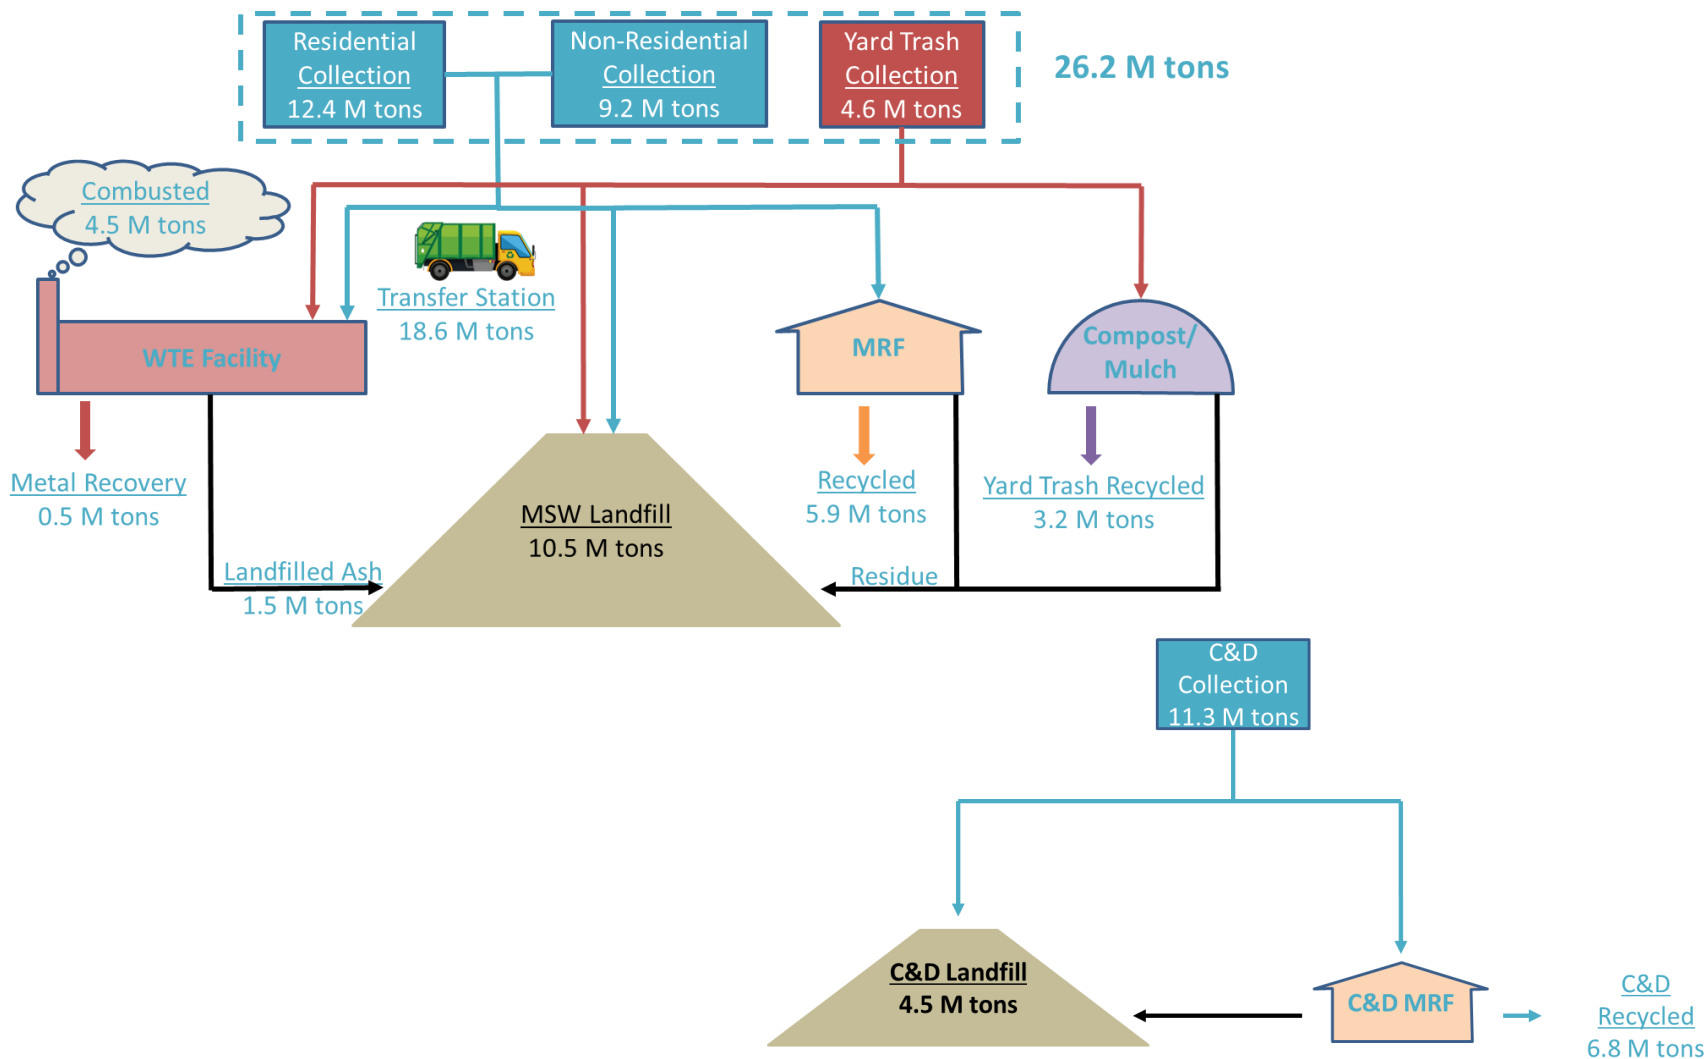 Residential
Collection
12.4 M tons
Non-Residential
Collection
9.2 M tons
Yard Trash
Collection
4.6 M tons
26.2 M tons
Combusted
4.5 M tons
Transfer Station
18.6 M tons
WTE Facility
MRF
Compost/
Mulch
Metal Recovery
0.5 M tons
MSW Landfill
10.5 M tons
Recycled
5.9 M tons
Yard Trash Recycled
3.2 M tons
Landfilled Ash
1.5 M tons
Residue
C&D
Collection
11.3 M tons
C&D Landfill
4.5 M tons
C&D MRF
C&D
Recycled
6.8 M tons